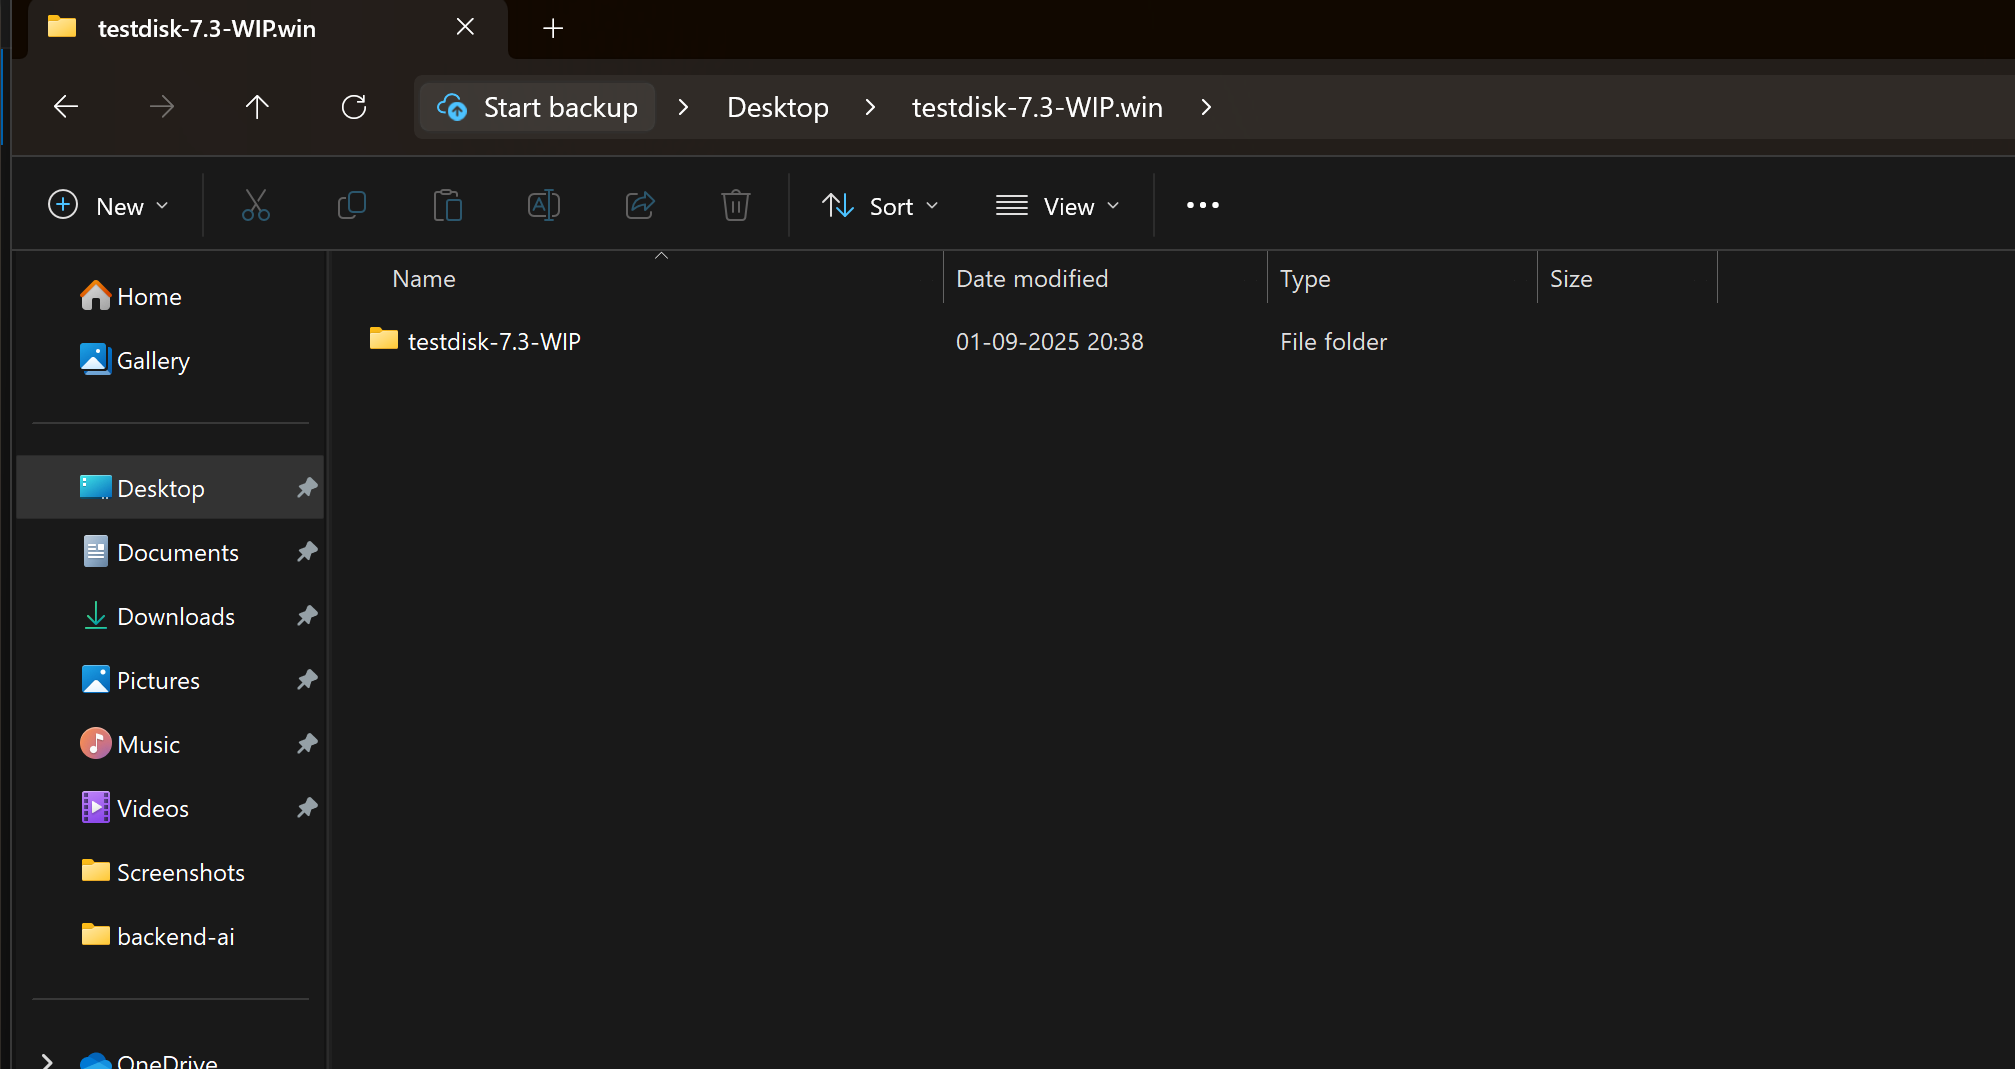 testdisk-7.3-WIP.win
Start backup > Desktop > testdisk-7.3-WIP.win >
New Sort View
Name Date modified Type Size
testdisk-7.3-WIP 01-09-2025 20:38 File folder
Home
Gallery
Desktop
Documents
Downloads
Pictures
Music
Videos
Screenshots
backend-ai
OneDrive